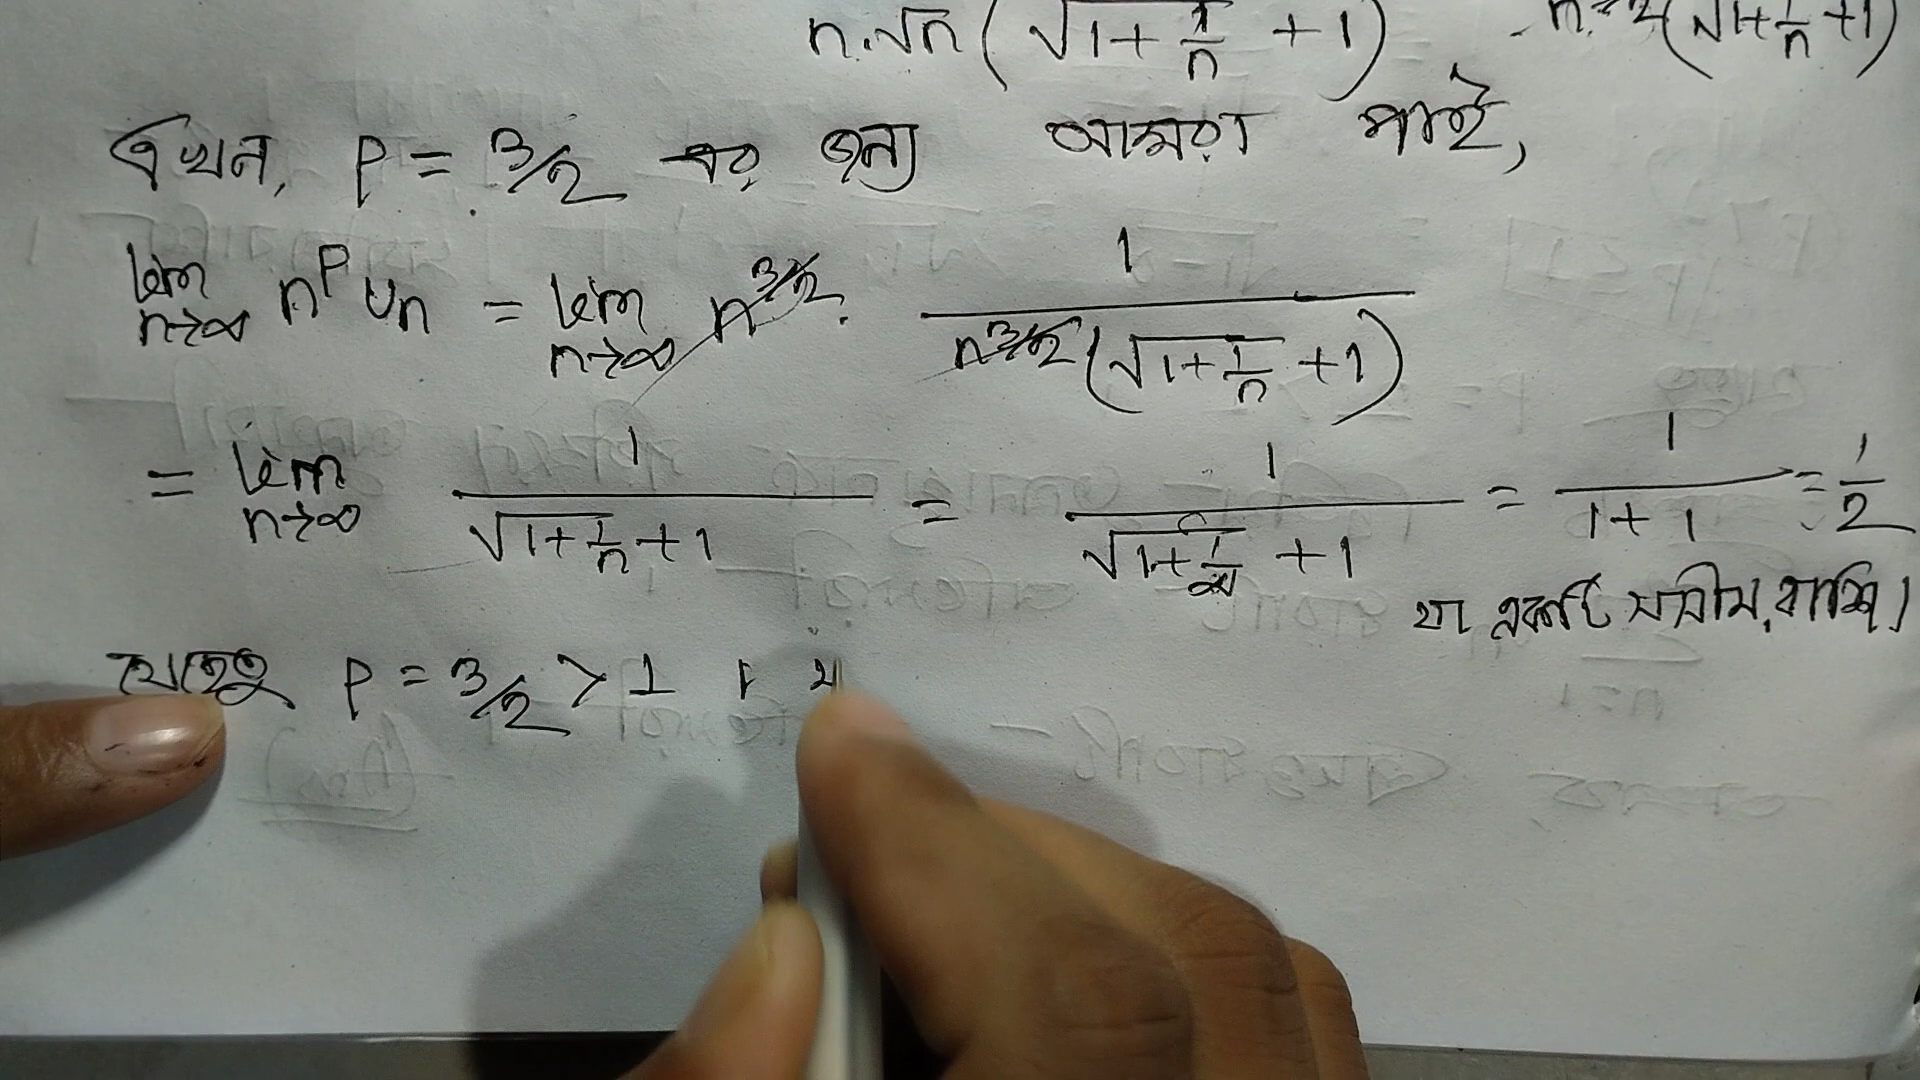 n.√n(√1+1/n +1) n^3/2(√1+1/n +1)
এখন, P = 3/2 এর জন্য আমরা পাই,
lim n→∞ n^P Un = lim n→∞ n^3/2 . 1/n^3/2(√1+1/n +1)
= lim n→∞ 1/√1+1/n +1 = 1/√1+1/∞ +1 = 1/1+1 = 1/2
যা একটি সসীম রাশি।
যেহেতু P = 3/2 > 1